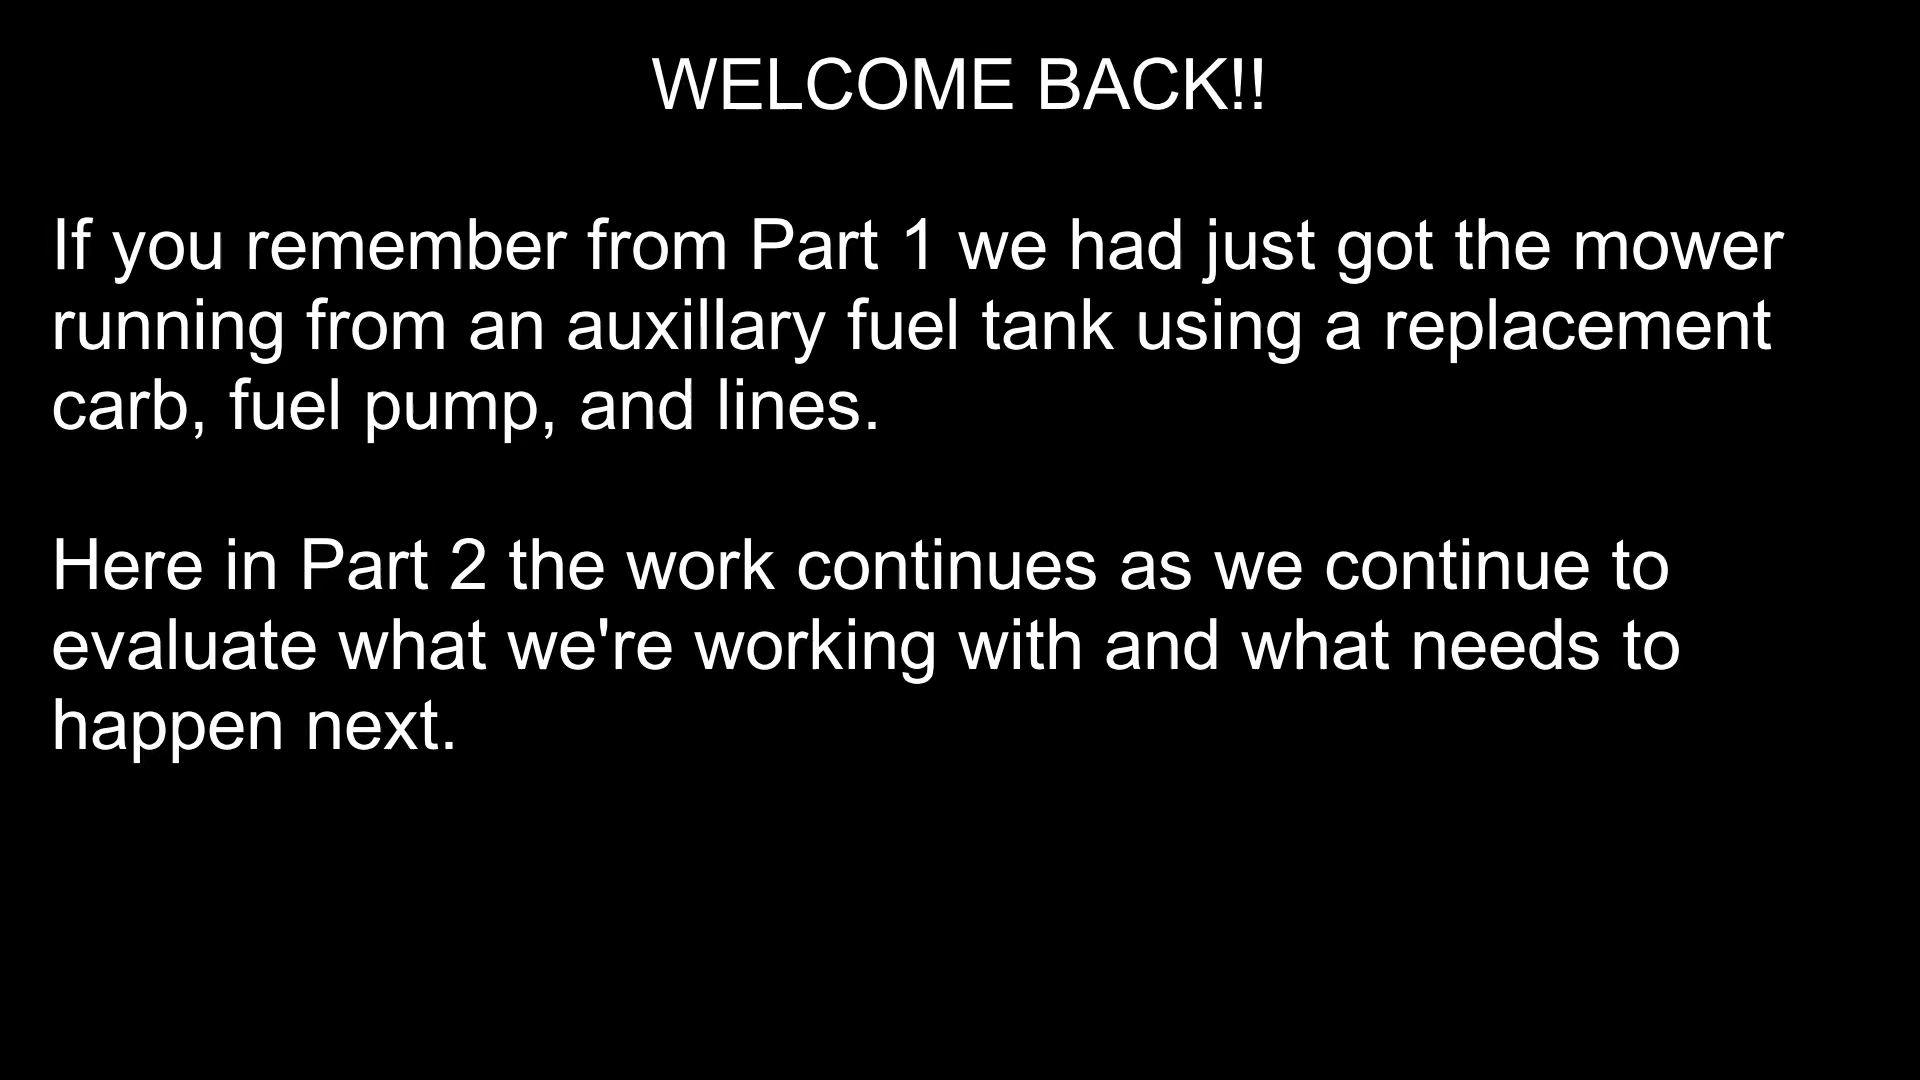 WELCOME BACK!!
If you remember from Part 1 we had just got the mower
running from an auxillary fuel tank using a replacement
carb, fuel pump, and lines.
Here in Part 2 the work continues as we continue to
evaluate what we're working with and what needs to
happen next.